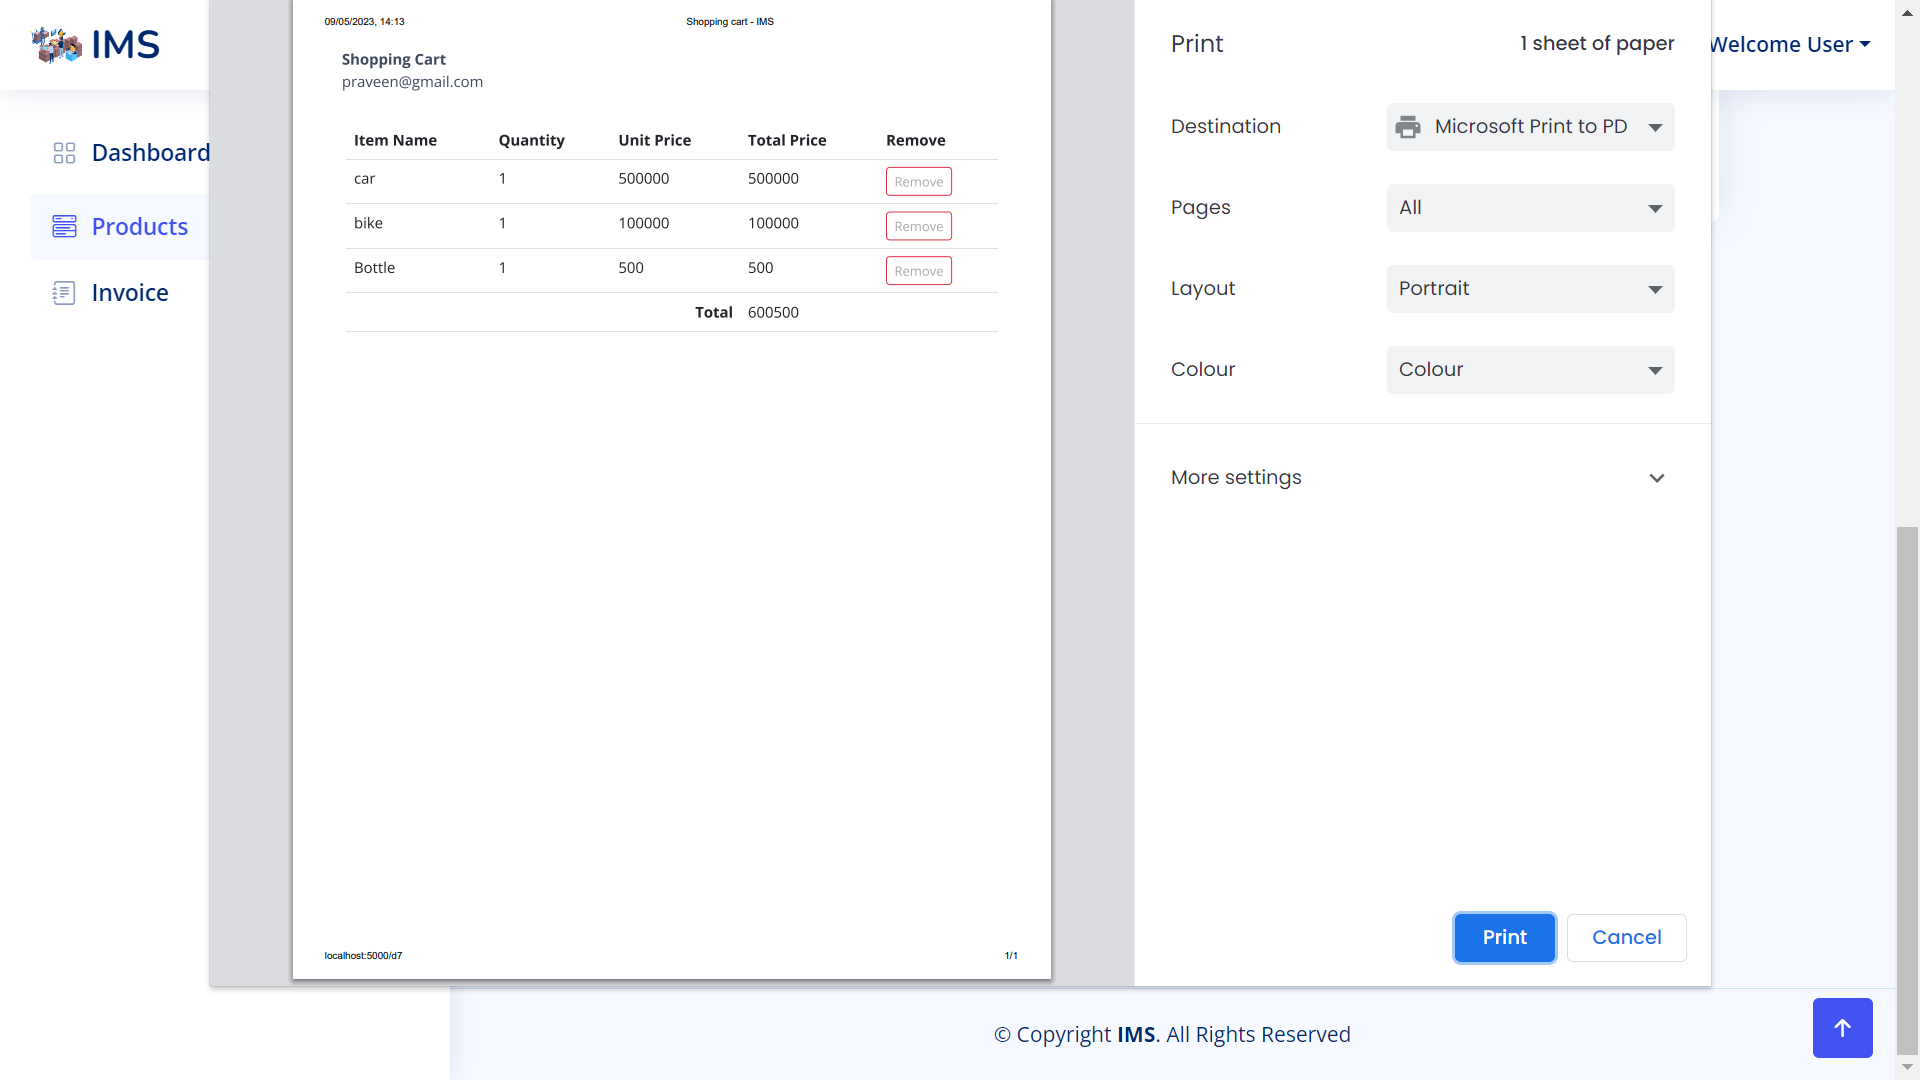 IMS
Welcome User
Dashboard
Products
Invoice
09/05/2023, 14:13
Shopping cart - IMS
Shopping Cart
praveen@gmail.com
Item Name Quantity Unit Price Total Price Remove
car 1 500000 500000 Remove
bike 1 100000 100000 Remove
Bottle 1 500 500 Remove
Total 600500
localhost:5000/d7
1/1
Print
1 sheet of paper
Destination Microsoft Print to PD
Pages All
Layout Portrait
Colour Colour
More settings
Print Cancel
© Copyright IMS. All Rights Reserved